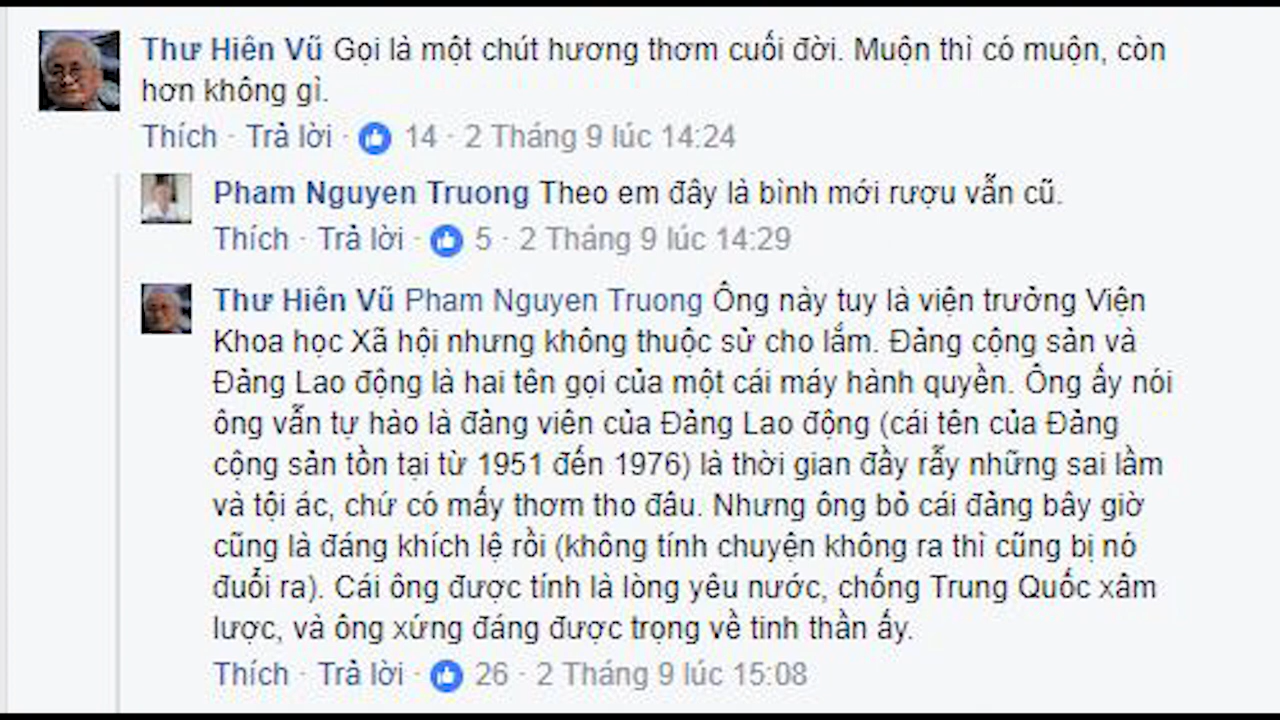 Thư Hiên Vũ Gọi là một chút hương thơm cuối đời. Muộn thì có muộn, còn
hơn không gì.
Thích · Trả lời · 14 · 2 Tháng 9 lúc 14:24
Pham Nguyen Truong Theo em đây là bình mới rượu vẫn cũ.
Thích · Trả lời · 5 · 2 Tháng 9 lúc 14:29
Thư Hiên Vũ Pham Nguyen Truong Ông này tuy là viện trưởng Viện
Khoa học Xã hội nhưng không thuộc sử cho lắm. Đảng cộng sản và
Đảng Lao động là hai tên gọi của một cái máy hành quyền. Ông ấy nói
ông vẫn tự hào là đảng viên của Đảng Lao động (cái tên của Đảng
cộng sản tồn tại từ 1951 đến 1976) là thời gian đầy rẫy những sai lầm
và tội ác, chứ có mấy thơm tho đâu. Nhưng ông bỏ cái đảng bây giờ
cũng là đáng khích lệ rồi (không tính chuyện không ra thì cũng bị nó
đuổi ra). Cái ông được tính là lòng yêu nước, chống Trung Quốc xâm
lược, và ông xứng đáng được trọng về tinh thần ấy.
Thích · Trả lời · 26 · 2 Tháng 9 lúc 15:08